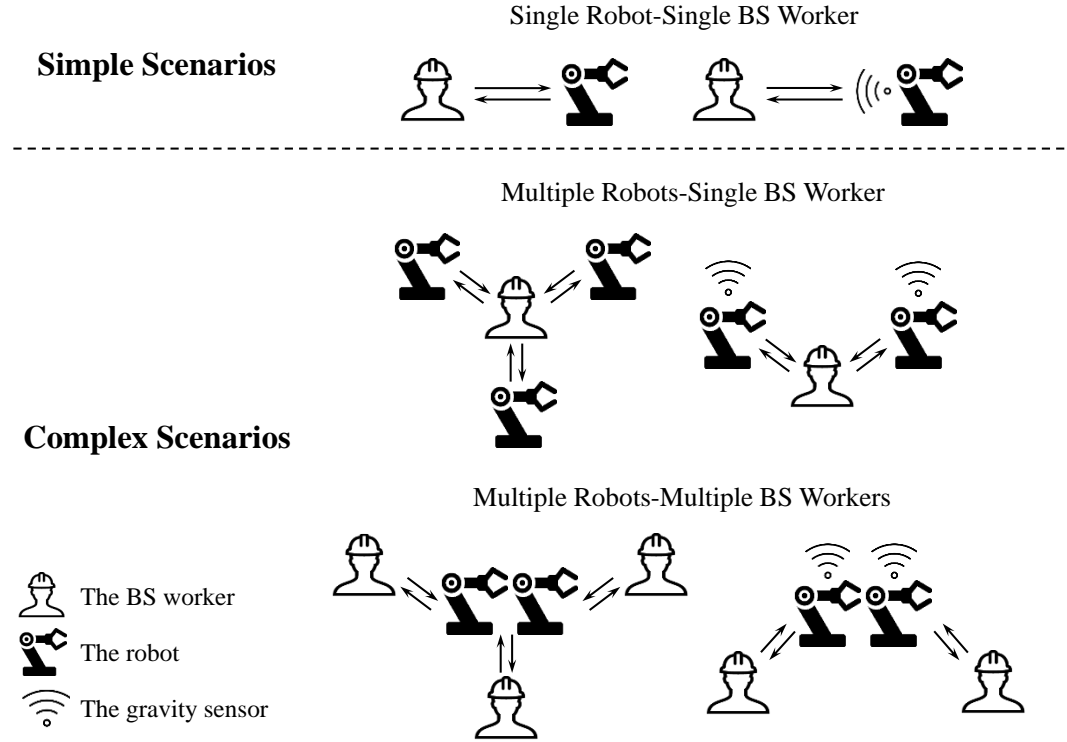 Single Robot-Single BS Worker
Simple Scenarios
Multiple Robots-Single BS Worker
Complex Scenarios
Multiple Robots-Multiple BS Workers
The BS worker
The robot
The gravity sensor